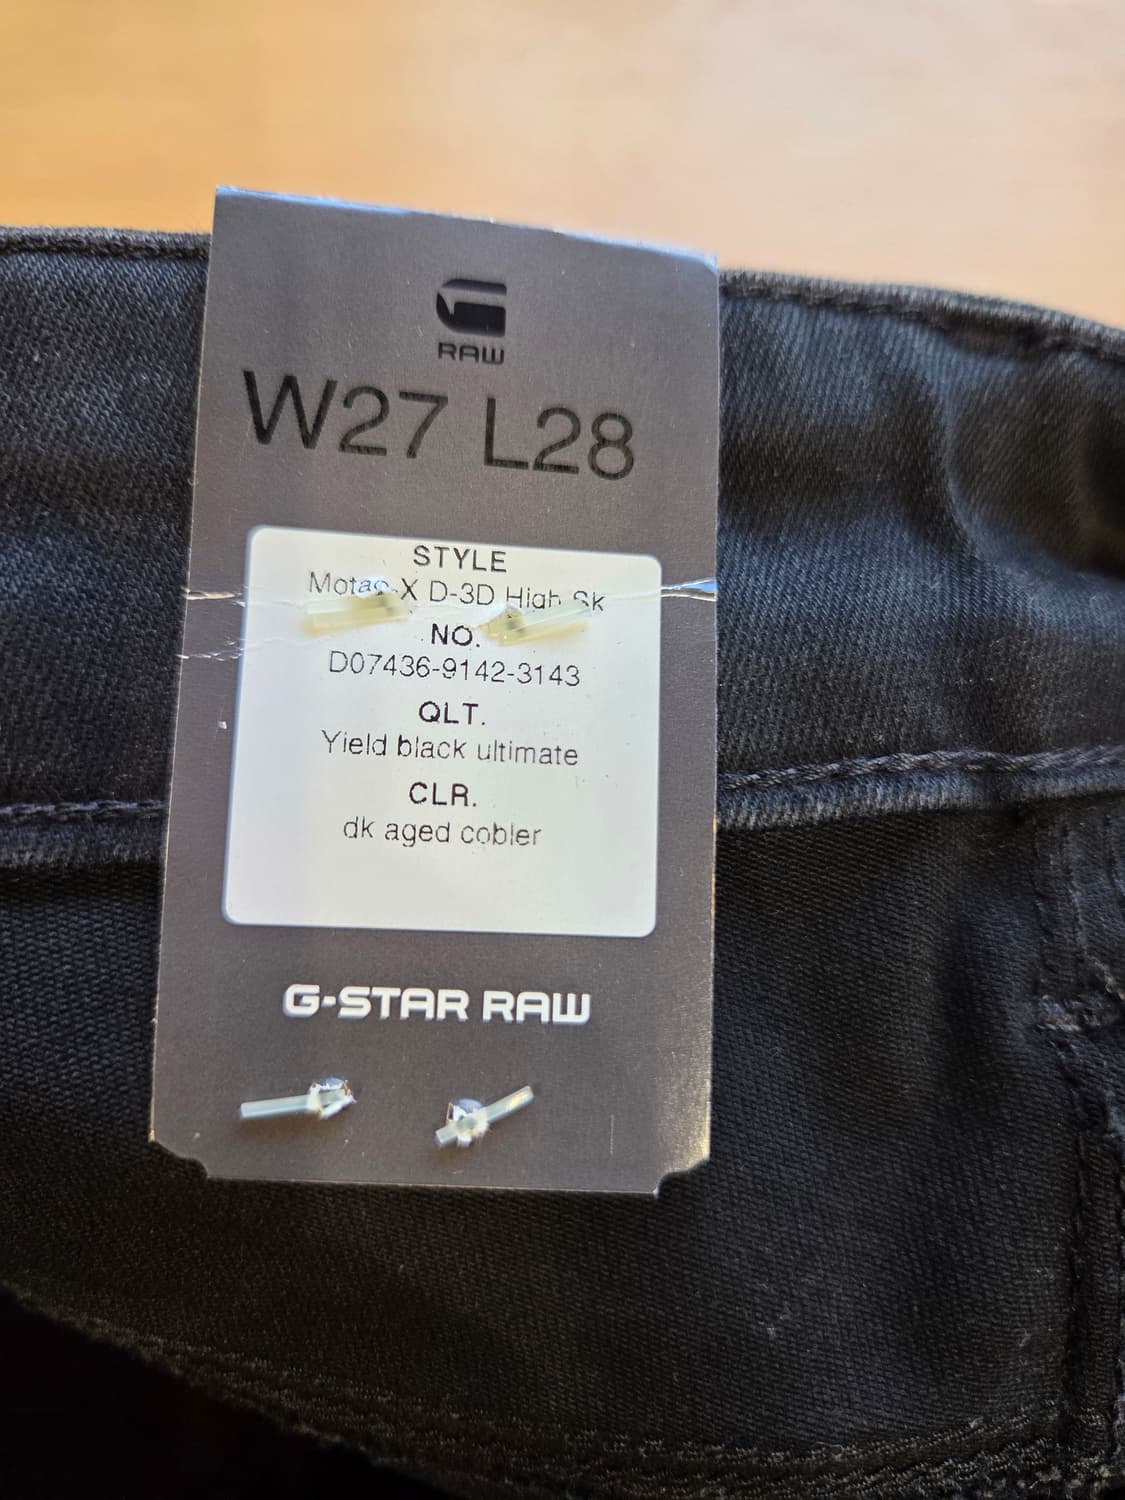 RAW
W27 L28
STYLE
Motac-X D-3D High Sk
NO.
D07436-9142-3143
QLT.
Yield black ultimate
CLR.
dk aged cobler
G-STAR RAW